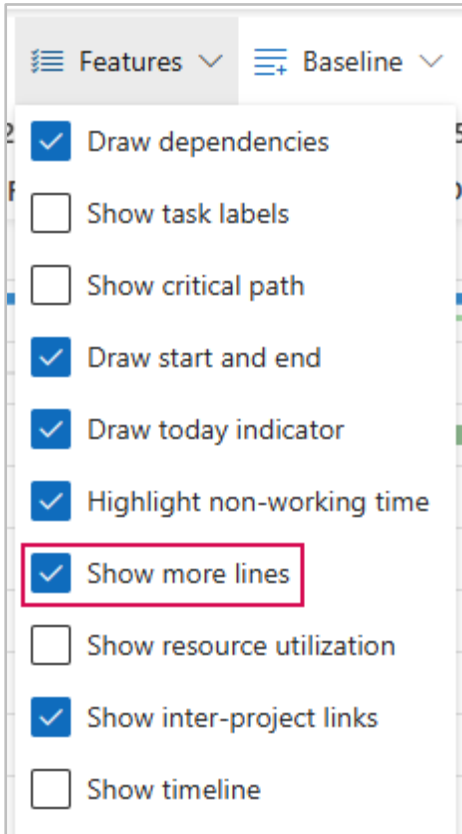 Features Baseline
Draw dependencies
Show task labels
Show critical path
Draw start and end
Draw today indicator
Highlight non-working time
Show more lines
Show resource utilization
Show inter-project links
Show timeline